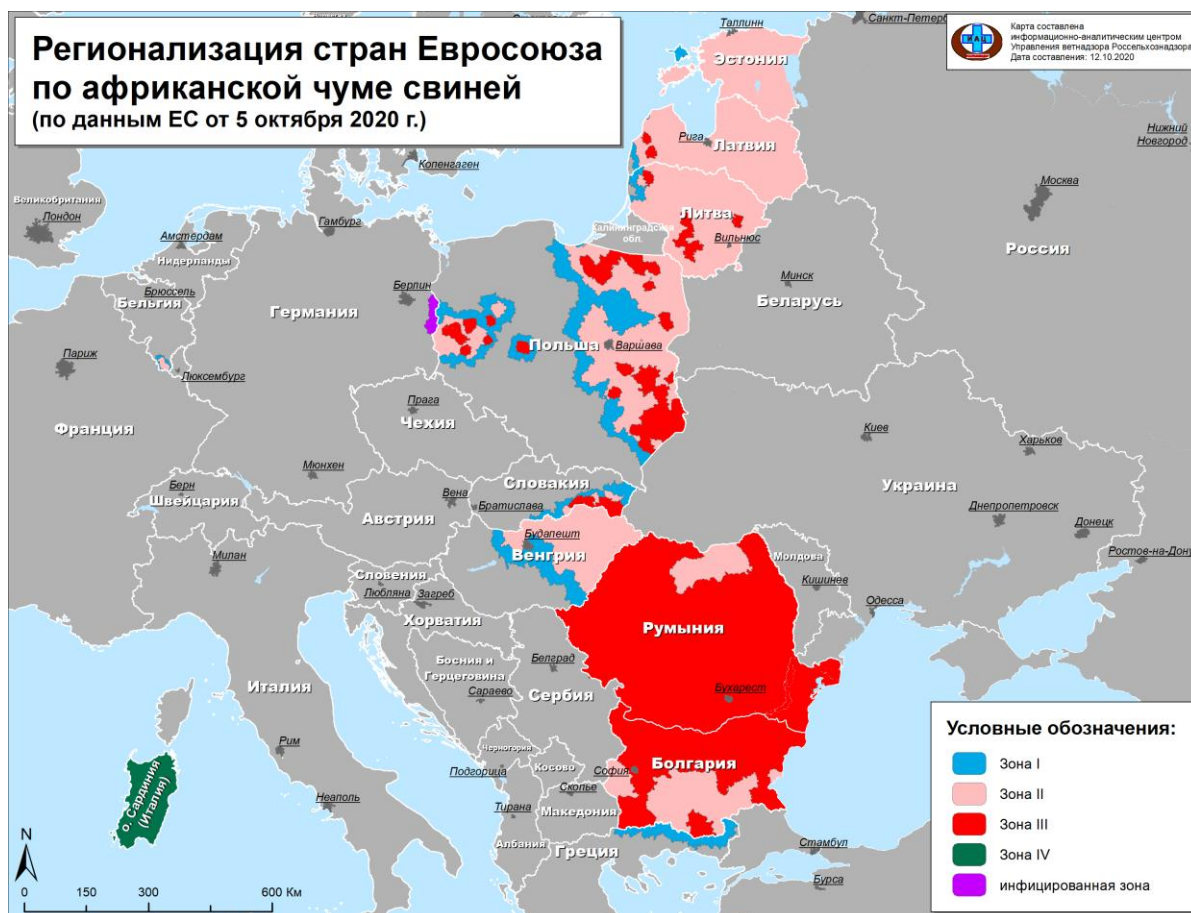 Регионализация стран Евросоюза
по африканской чуме свиней
(по данным ЕС от 5 октября 2020 г.)
ИАЦ
Карта составлена
информационно-аналитическим центром
Управления ветнадзора Россельхознадзора
Дата составления: 12.10.2020
Таллинн
Санкт-Петербург
Эстония
Рига
Латвия
Нижний
Новгород
Копенгаген
Москва
Великобритания
Лондон
Гамбург
Литва
Калининградская
обл.
Вильнюс
Россия
Амстердам
Нидерланды
Минск
Беларусь
Брюссель
Бельгия
Берлин
Германия
Польша
Варшава
Париж
Люксембург
Прага
Чехия
Франция
Киев
Харьков
Мюнхен
Словакия
Украина
Берн
Швейцария
Вена
Братислава
Австрия
Днепропетровск
Донецк
Будапешт
Венгрия
Ростов-на-Дону
Милан
Молдова
Кишинев
Словения
Любляна
Загреб
Одесса
Хорватия
Румыния
Босния и
Герцеговина
Белград
Сараево
Сербия
Бухарест
Италия
Рим
Черногория
Подгорица
Косово
София
Болгария
Скопье
о. Сардиния
(Италия)
Неаполь
Тирана
Македония
Албания
Греция
Стамбул
Бурса
Условные обозначения:
Зона I
Зона II
Зона III
Зона IV
инфицированная зона
N
0 150 300 600 Км